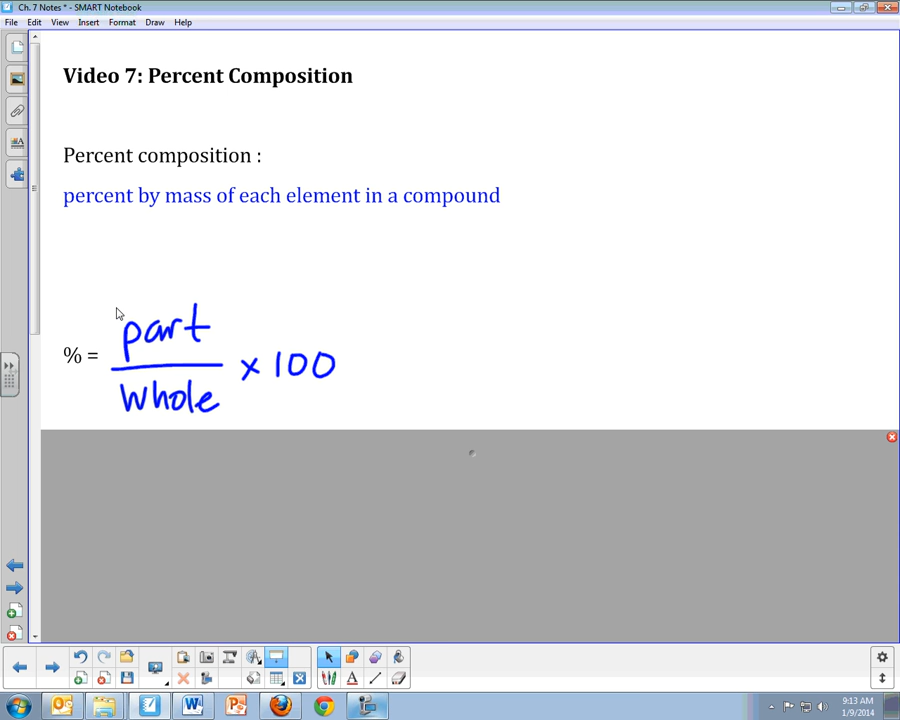 Ch. 7 Notes * - SMART Notebook
File Edit View Insert Format Draw Help
Video 7: Percent Composition
Percent composition :
percent by mass of each element in a compound
% = part
whole
x 100
9:13 AM
1/9/2014